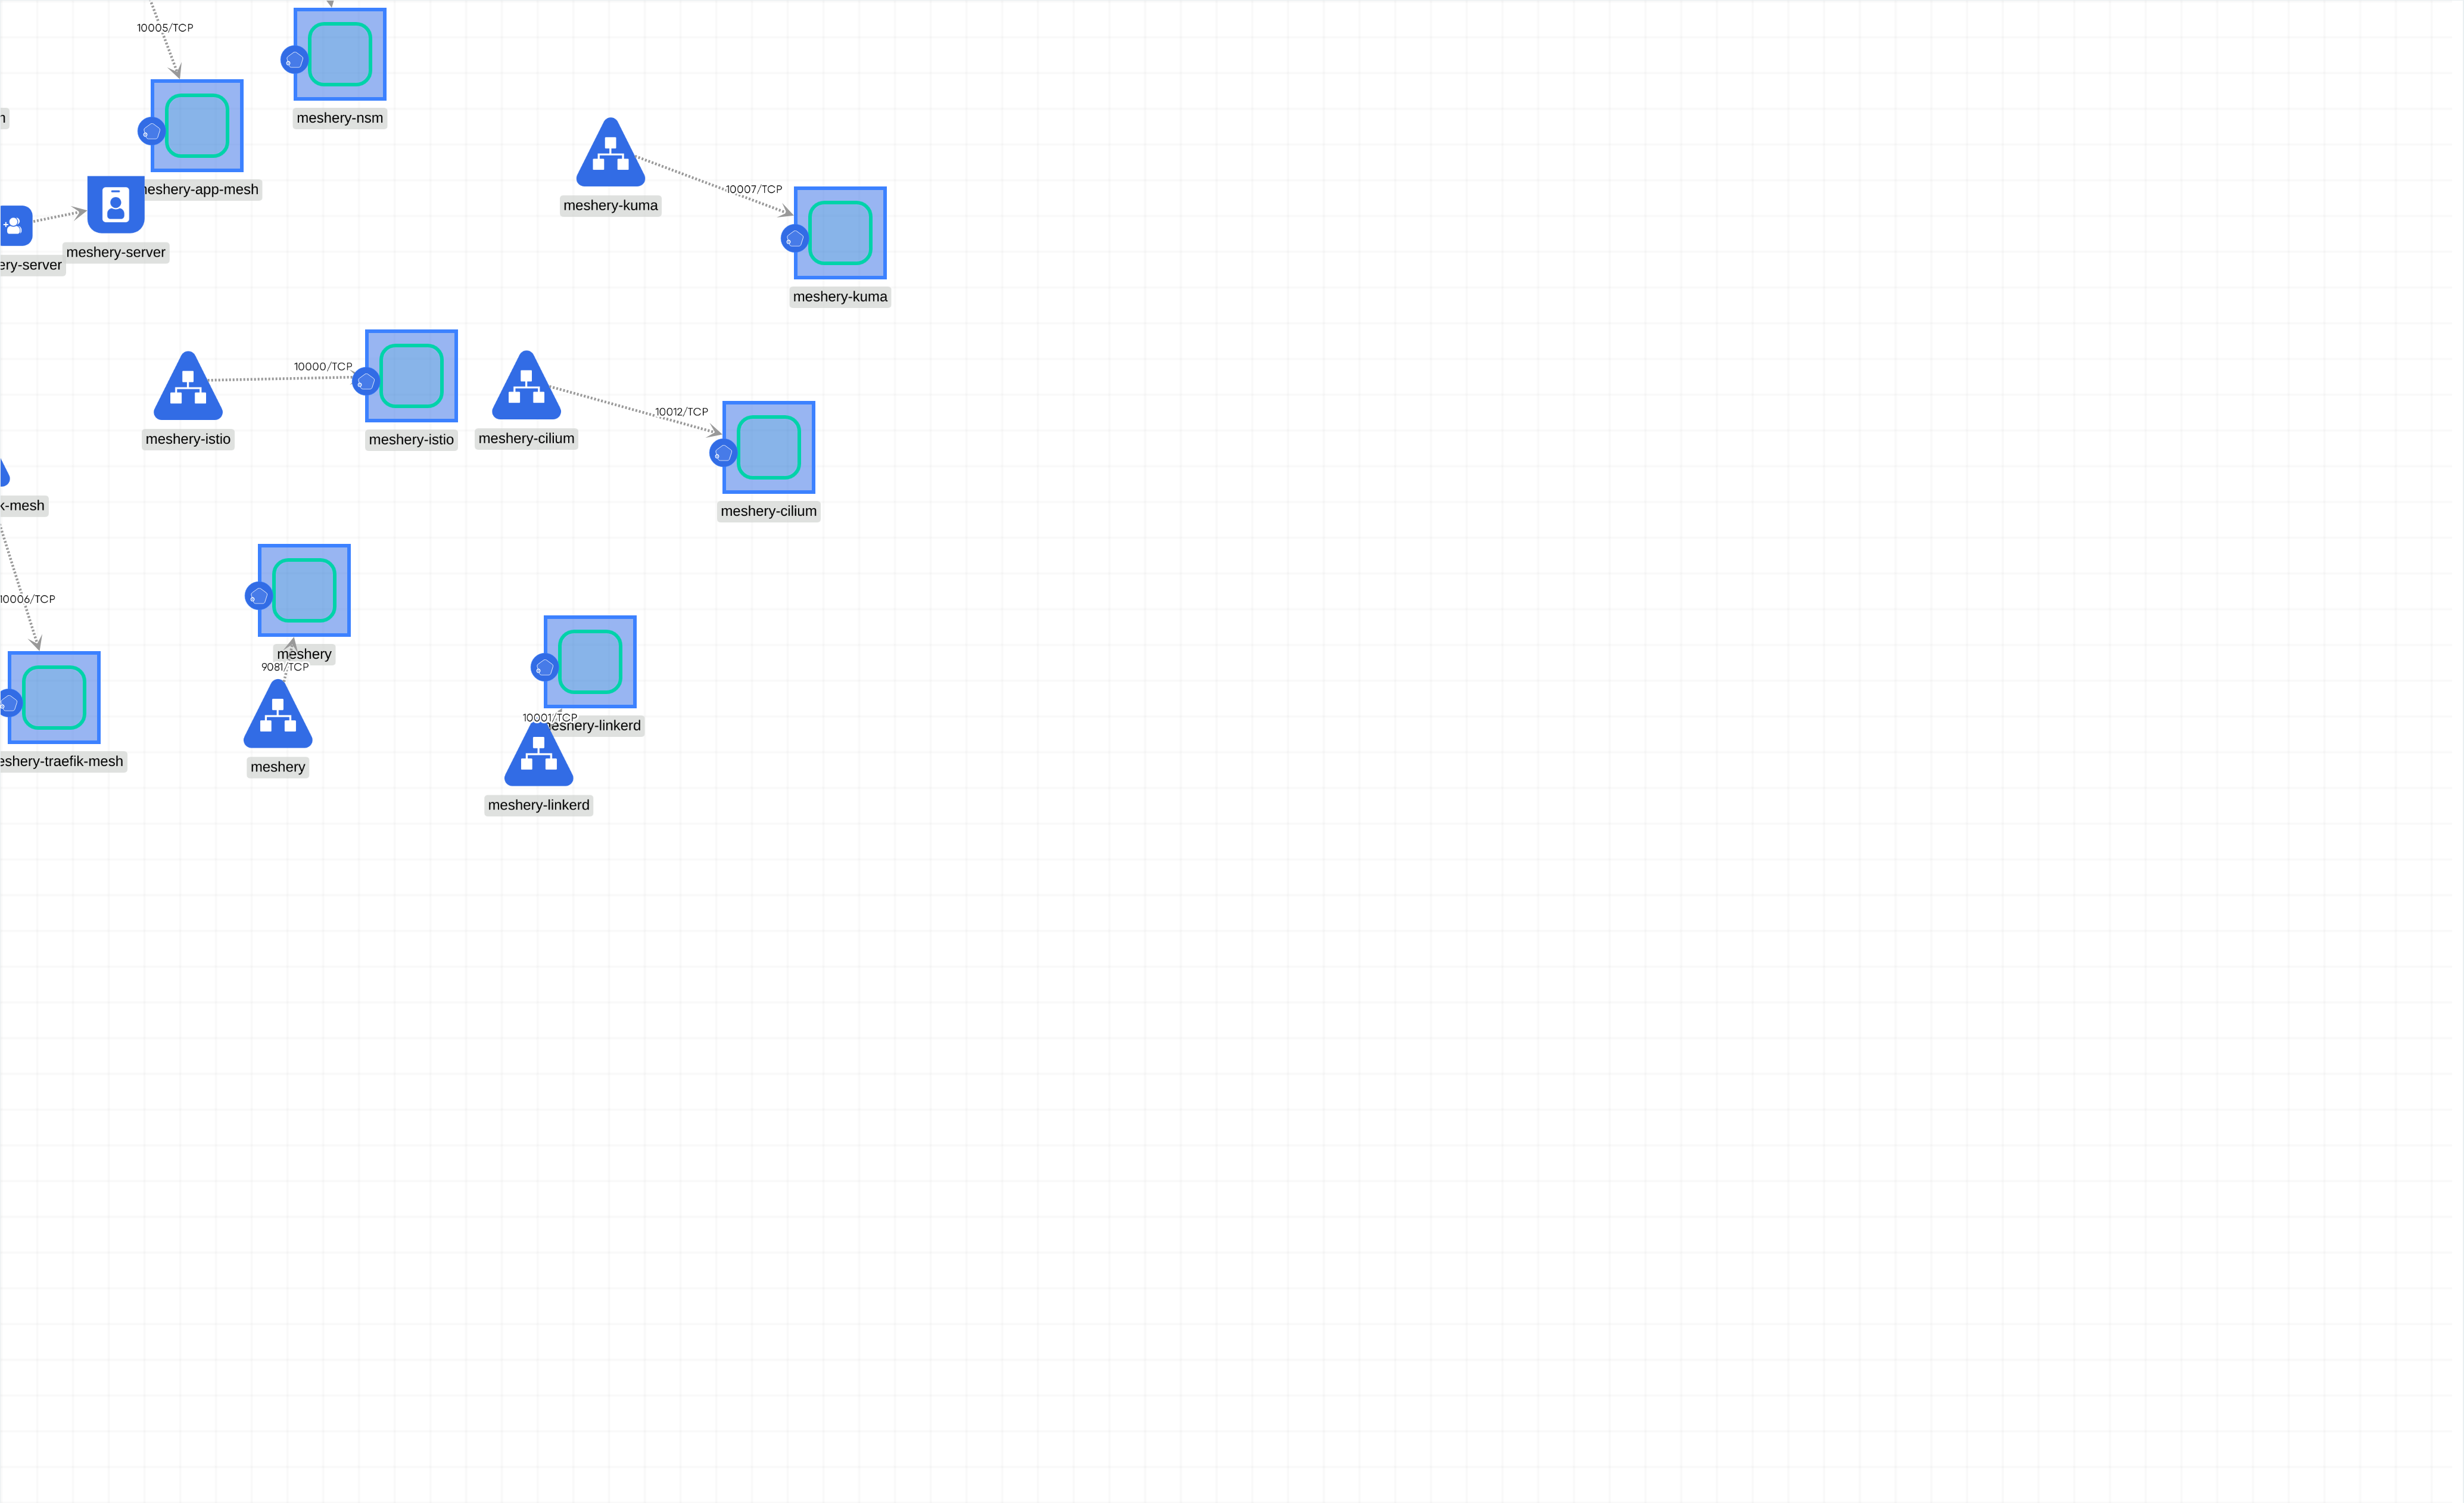 10005/TCP
meshery-nsm
meshery-app-mesh
meshery-server
ery-server
meshery-kuma
10007/TCP
meshery-kuma
10000/TCP
meshery-istio
meshery-istio
meshery-cilium
10012/TCP
meshery-cilium
k-mesh
10006/TCP
eshery-traefik-mesh
meshery
9081/TCP
meshery
10001/TCP
meshery-linkerd
meshery-linkerd